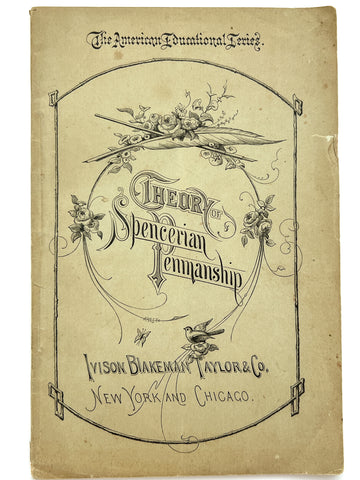 The American Educational Series.
THEORY OF
Spencerian
Penmanship
IVISON, BLAKEMAN, TAYLOR & CO.
NEW YORK AND CHICAGO.